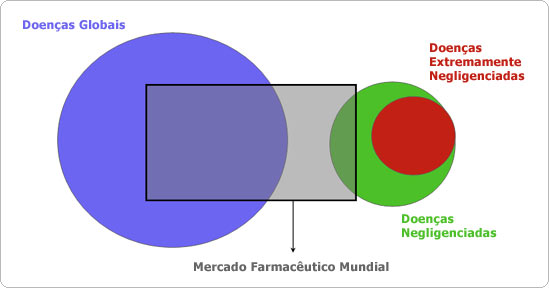 Doenças Globais
Doenças
Extremamente
Negligenciadas
Doenças
Negligenciadas
Mercado Farmacêutico Mundial